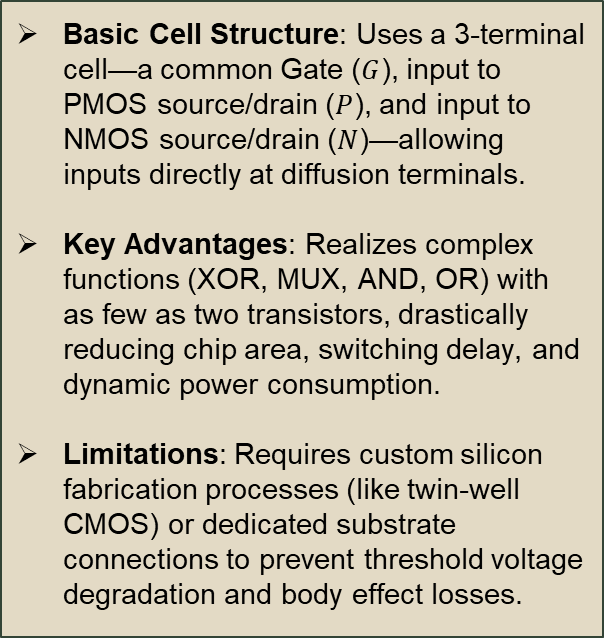 ➢ Basic Cell Structure: Uses a 3-terminal
cell—a common Gate (G), input to
PMOS source/drain (P), and input to
NMOS source/drain (N)—allowing
inputs directly at diffusion terminals.
➢ Key Advantages: Realizes complex
functions (XOR, MUX, AND, OR) with
as few as two transistors, drastically
reducing chip area, switching delay, and
dynamic power consumption.
➢ Limitations: Requires custom silicon
fabrication processes (like twin-well
CMOS) or dedicated substrate
connections to prevent threshold voltage
degradation and body effect losses.